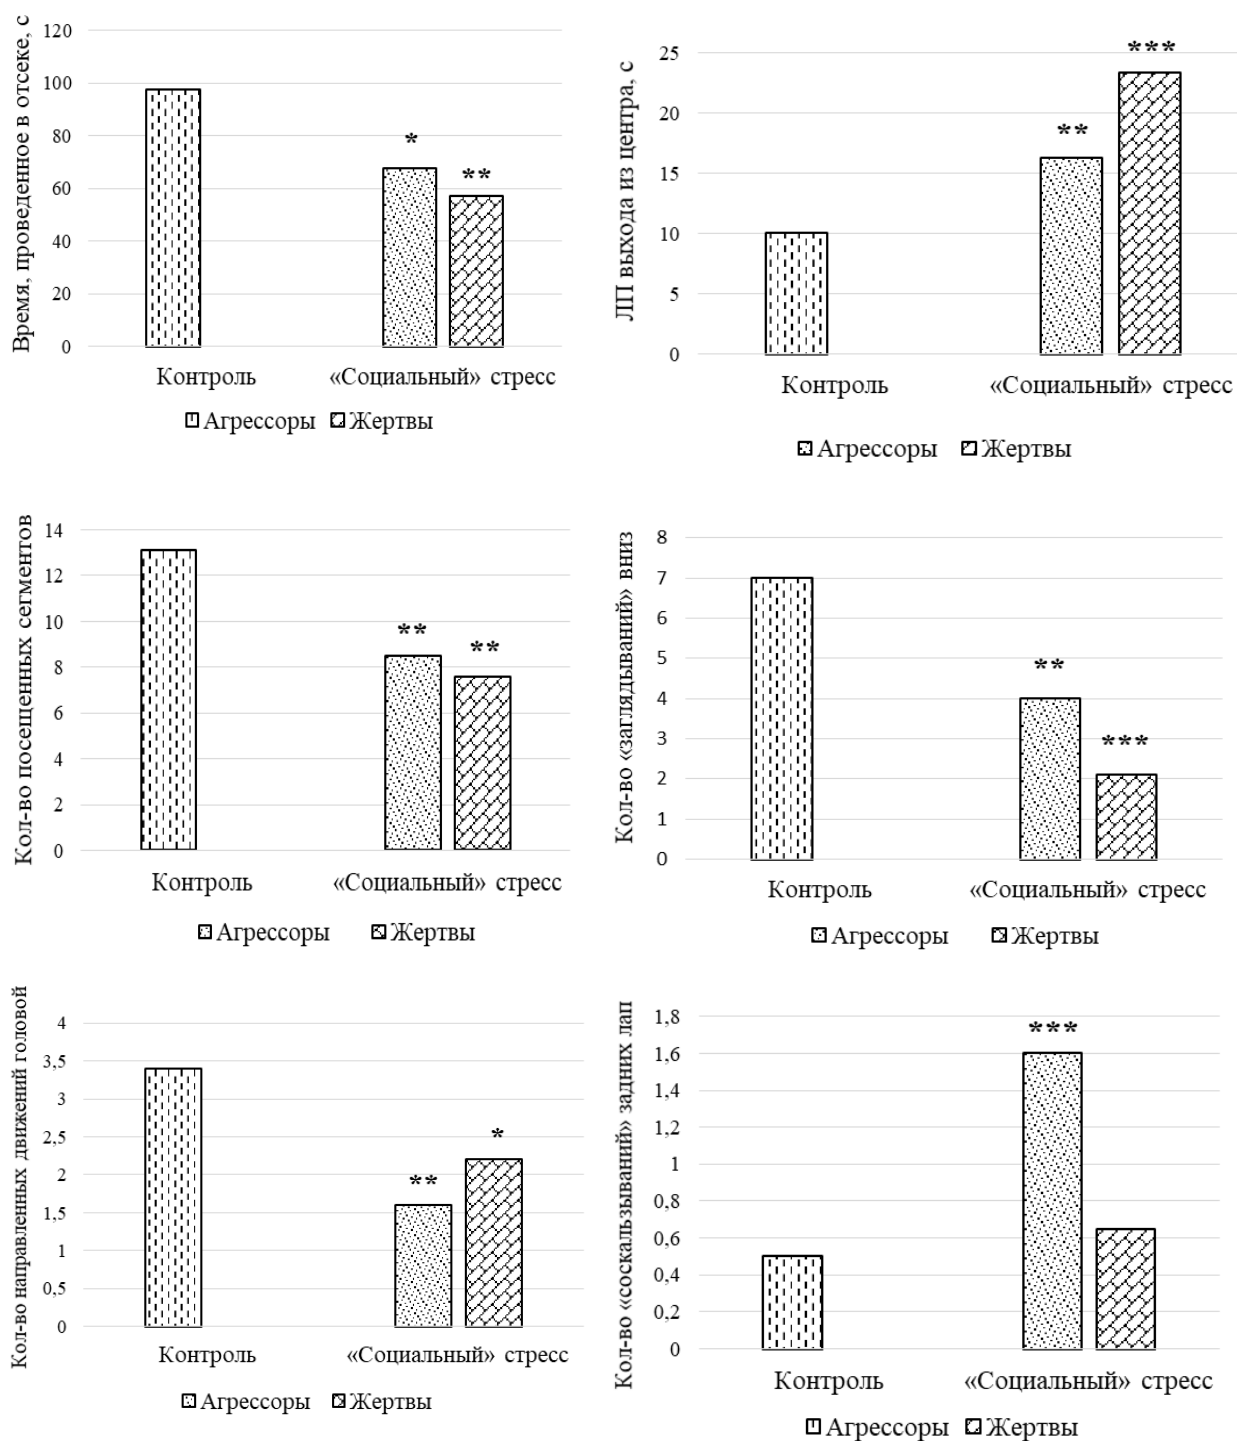 Время, проведенное в отсеке, с
120
100
80
60
40
20
0
*
**
Контроль
«Социальный» стресс
Агрессоры Жертвы
ЛП выхода из центра, с
25
20
15
10
5
0
**
***
Контроль
«Социальный» стресс
Агрессоры Жертвы
Кол-во посещенных сегментов
14
12
10
8
6
4
2
0
**
**
Контроль
«Социальный» стресс
Агрессоры Жертвы
Кол-во «заглядываний» вниз
8
7
6
5
4
3
2
1
0
**
***
Контроль
«Социальный» стресс
Агрессоры Жертвы
Кол-во направленных движений головой
4
3,5
3
2,5
2
1,5
1
0,5
0
**
*
Контроль
«Социальный» стресс
Агрессоры Жертвы
Кол-во «соскальзываний» задних лап
1,8
1,6
1,4
1,2
1
0,8
0,6
0,4
0,2
0
***
Контроль
«Социальный» стресс
Агрессоры Жертвы